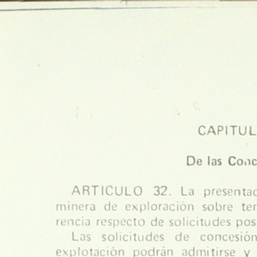 CAPITUL
De las Conc
ARTICULO 32. La presentac
minera de exploración sobre ter
rencia respecto de solicitudes pos
Las solicitudes de concesión
explotación podrán admitirse y